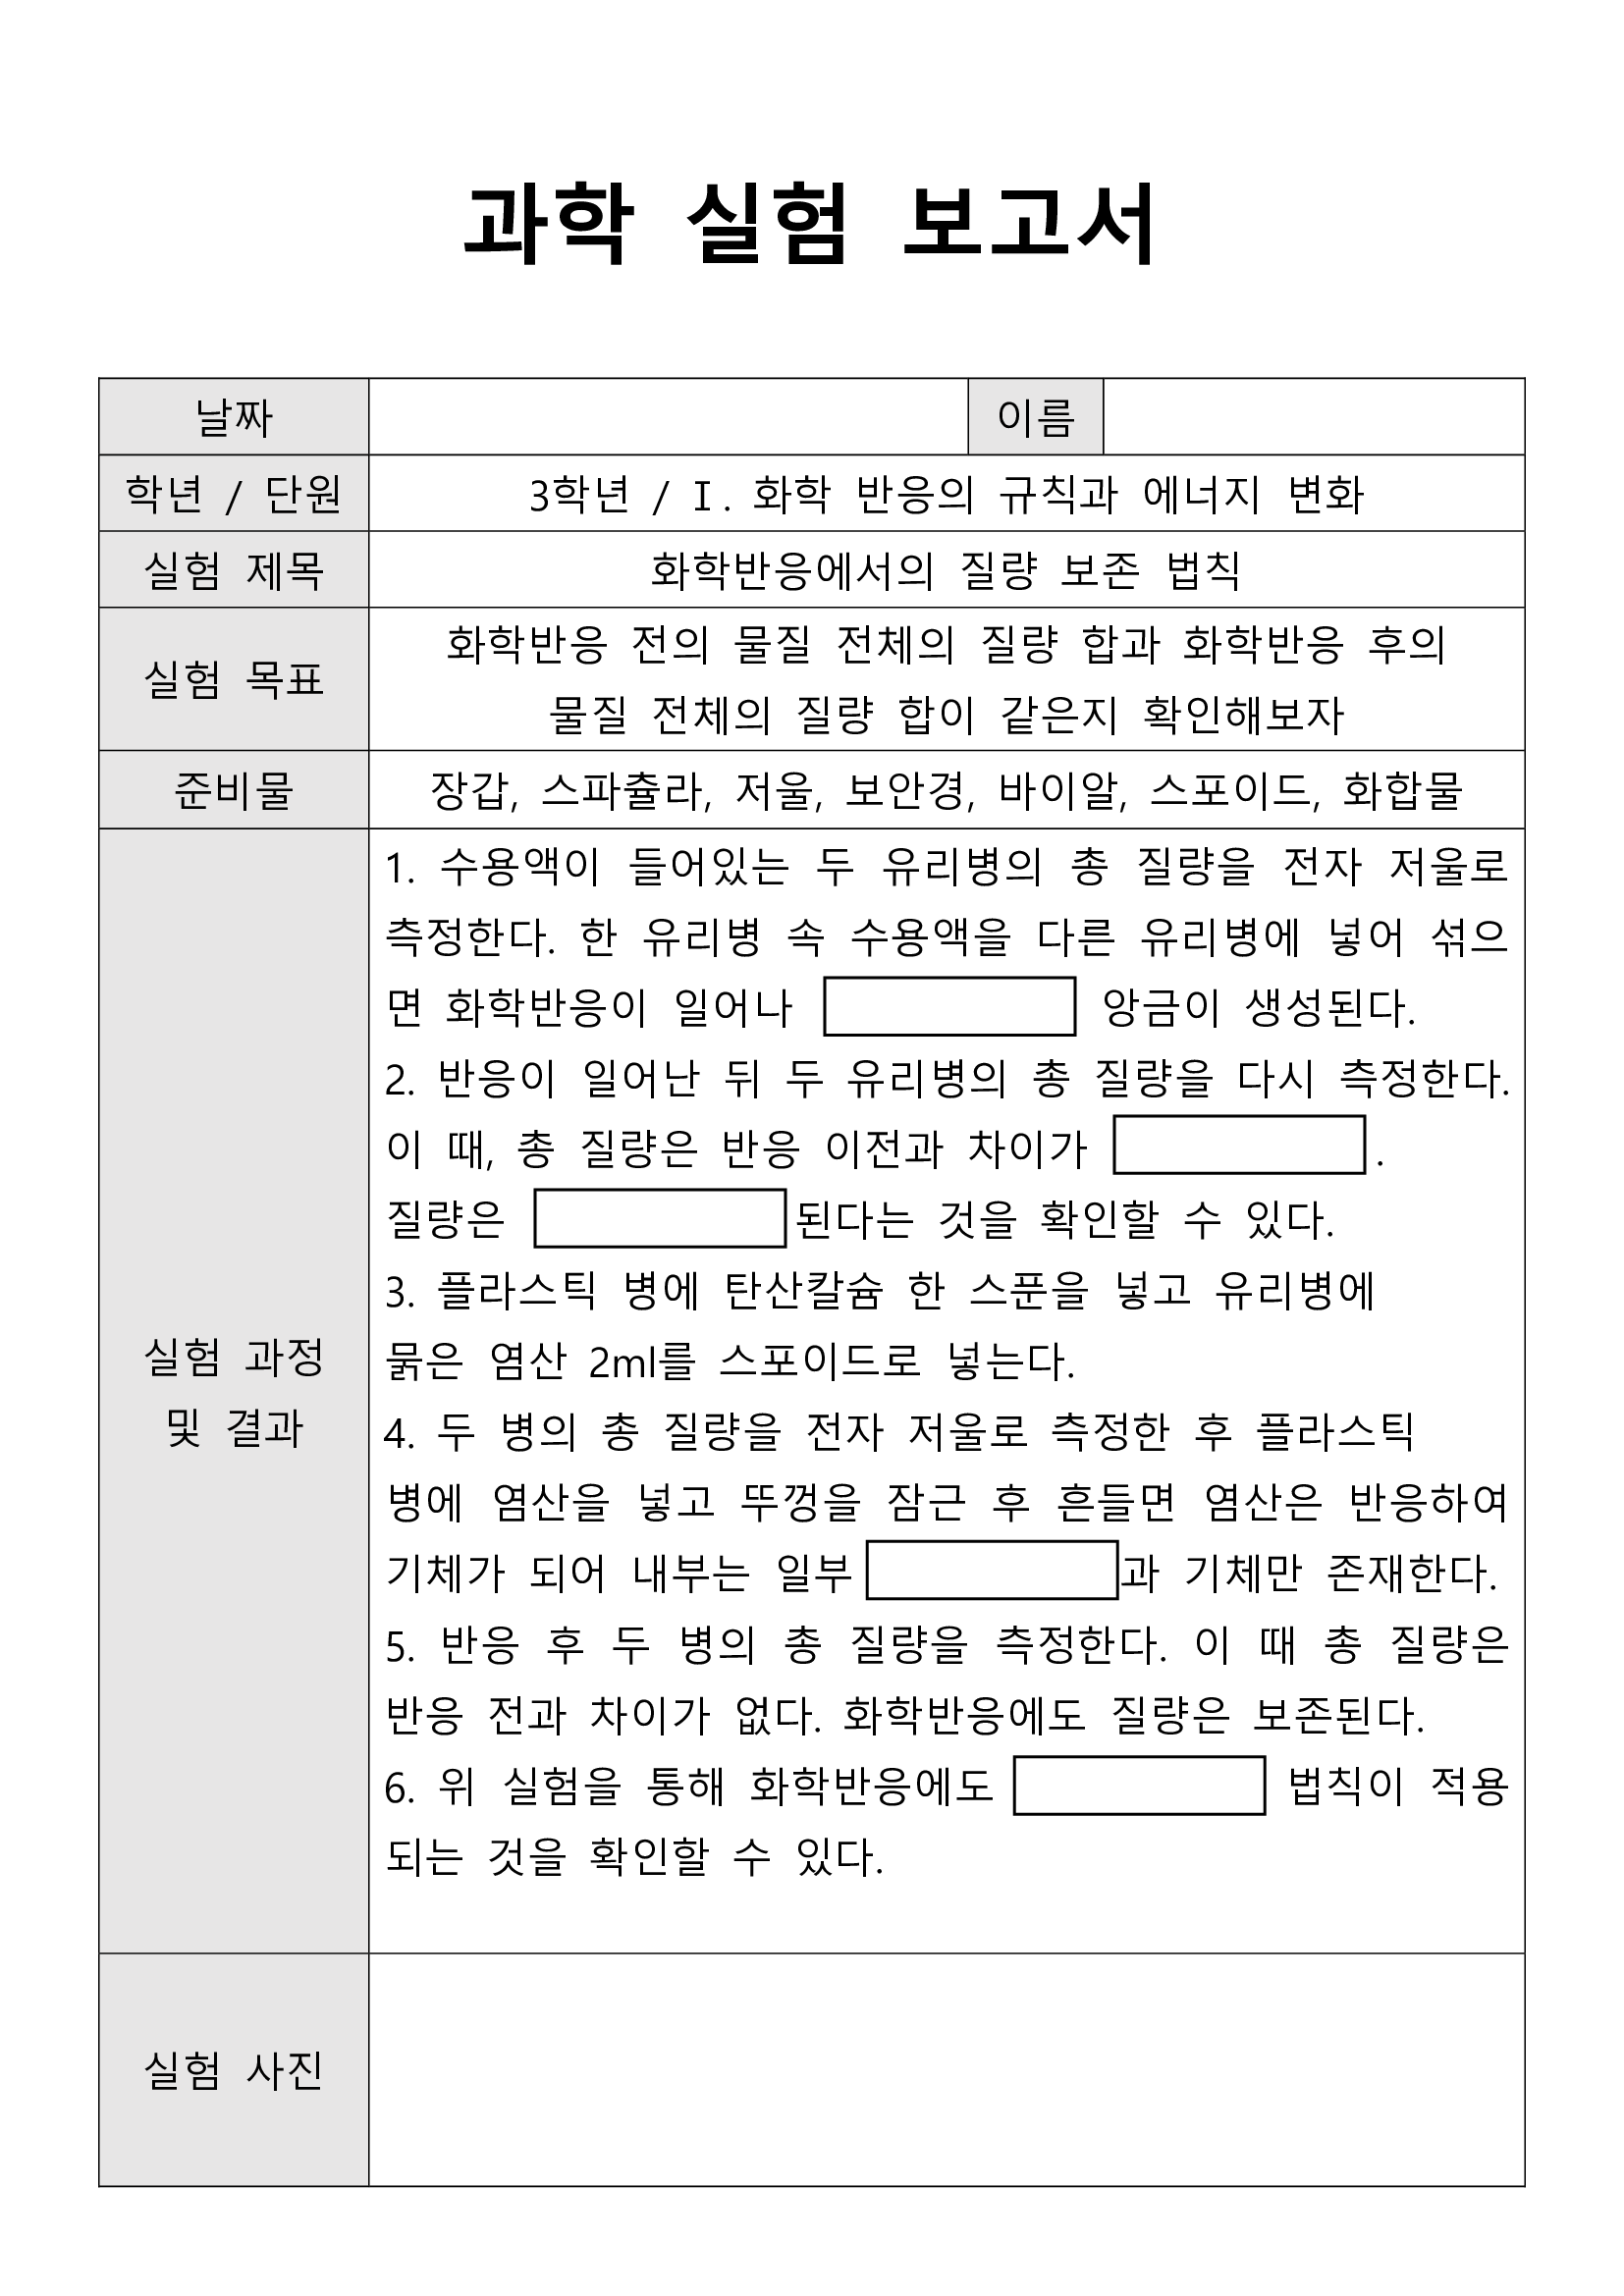 과학 실험 보고서
날짜
이름
학년 / 단원
3학년 / Ⅰ. 화학 반응의 규칙과 에너지 변화
실험 제목
화학반응에서의 질량 보존 법칙
실험 목표
화학반응 전의 물질 전체의 질량 합과 화학반응 후의
물질 전체의 질량 합이 같은지 확인해보자
준비물
장갑, 스파츌라, 저울, 보안경, 바이알, 스포이드, 화합물
실험 과정
및 결과
1. 수용액이 들어있는 두 유리병의 총 질량을 전자 저울로
측정한다. 한 유리병 속 수용액을 다른 유리병에 넣어 섞으
면 화학반응이 일어나 앙금이 생성된다.
2. 반응이 일어난 뒤 두 유리병의 총 질량을 다시 측정한다.
이 때, 총 질량은 반응 이전과 차이가 .
질량은 된다는 것을 확인할 수 있다.
3. 플라스틱 병에 탄산칼슘 한 스푼을 넣고 유리병에
묽은 염산 2ml를 스포이드로 넣는다.
4. 두 병의 총 질량을 전자 저울로 측정한 후 플라스틱
병에 염산을 넣고 뚜껑을 잠근 후 흔들면 염산은 반응하여
기체가 되어 내부는 일부 과 기체만 존재한다.
5. 반응 후 두 병의 총 질량을 측정한다. 이 때 총 질량은
반응 전과 차이가 없다. 화학반응에도 질량은 보존된다.
6. 위 실험을 통해 화학반응에도 법칙이 적용
되는 것을 확인할 수 있다.
실험 사진